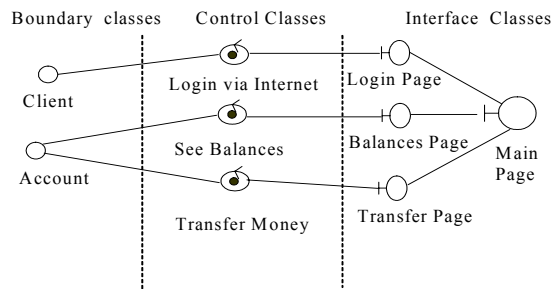 Boundary classes
Control Classes
Interface Classes
Client
Login via Internet
Login Page
Account
See Balances
Balances Page
Main
Page
Transfer Money
Transfer Page